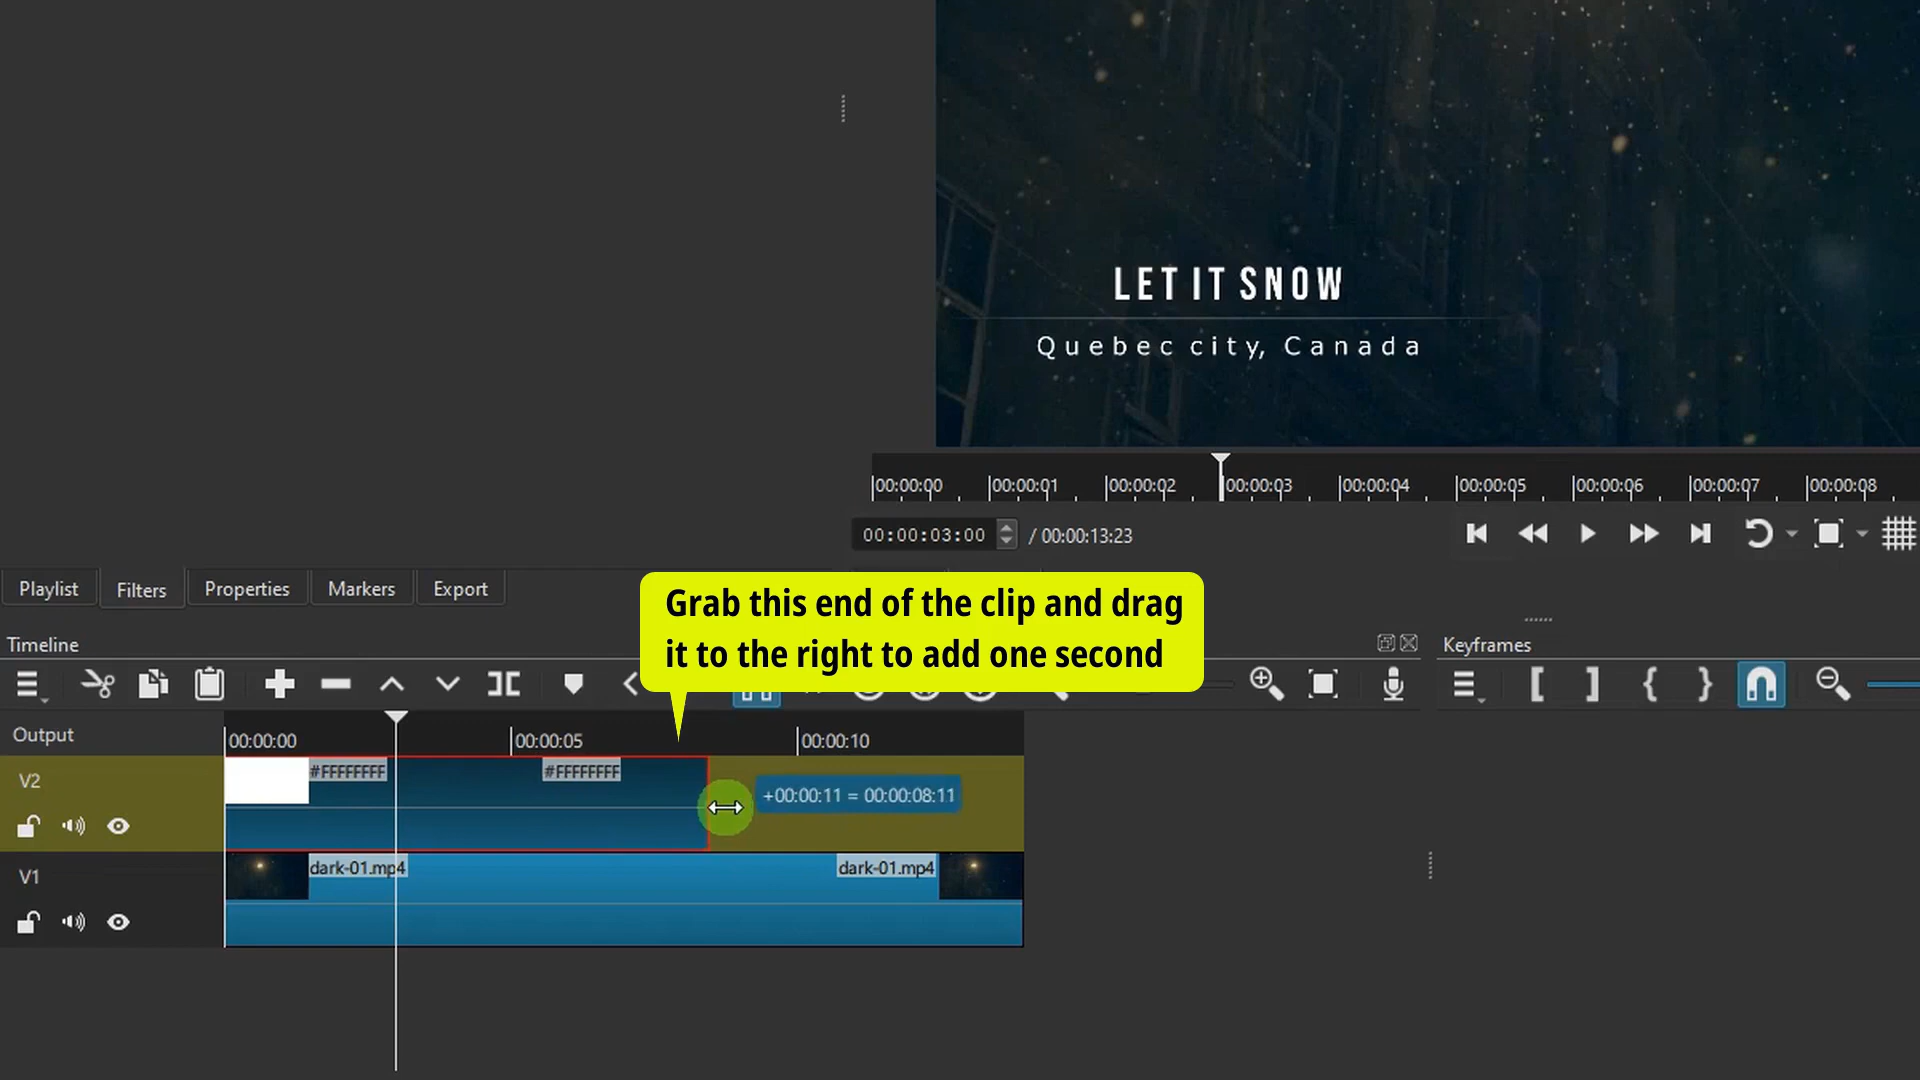 LET IT SNOW
Quebec city, Canada
00:00:00 00:00:01 00:00:02 00:00:03 00:00:04 00:00:05 00:00:06 00:00:07 00:00:08
00:00:03:00 / 00:00:13:23
Playlist Filters Properties Markers Export
Grab this end of the clip and drag
it to the right to add one second
Timeline
Keyframes
Output 00:00:00 00:00:05 00:00:10
V2 #FFFFFFFF #FFFFFFFF
+00:00:11 = 00:00:08:11
V1 dark-01.mp4 dark-01.mp4